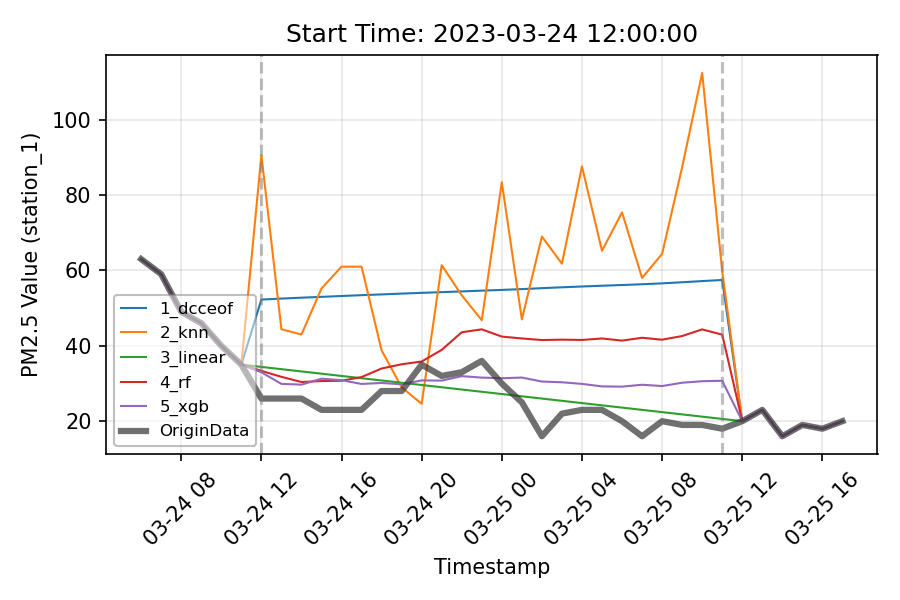 Start Time: 2023-03-24 12:00:00
PM2.5 Value (station_1)
100
80
60
40
20
1_dcceof
2_knn
3_linear
4_rf
5_xgb
OriginData
03-24 08
03-24 12
03-24 16
03-24 20
03-25 00
03-25 04
03-25 08
03-25 12
03-25 16
Timestamp